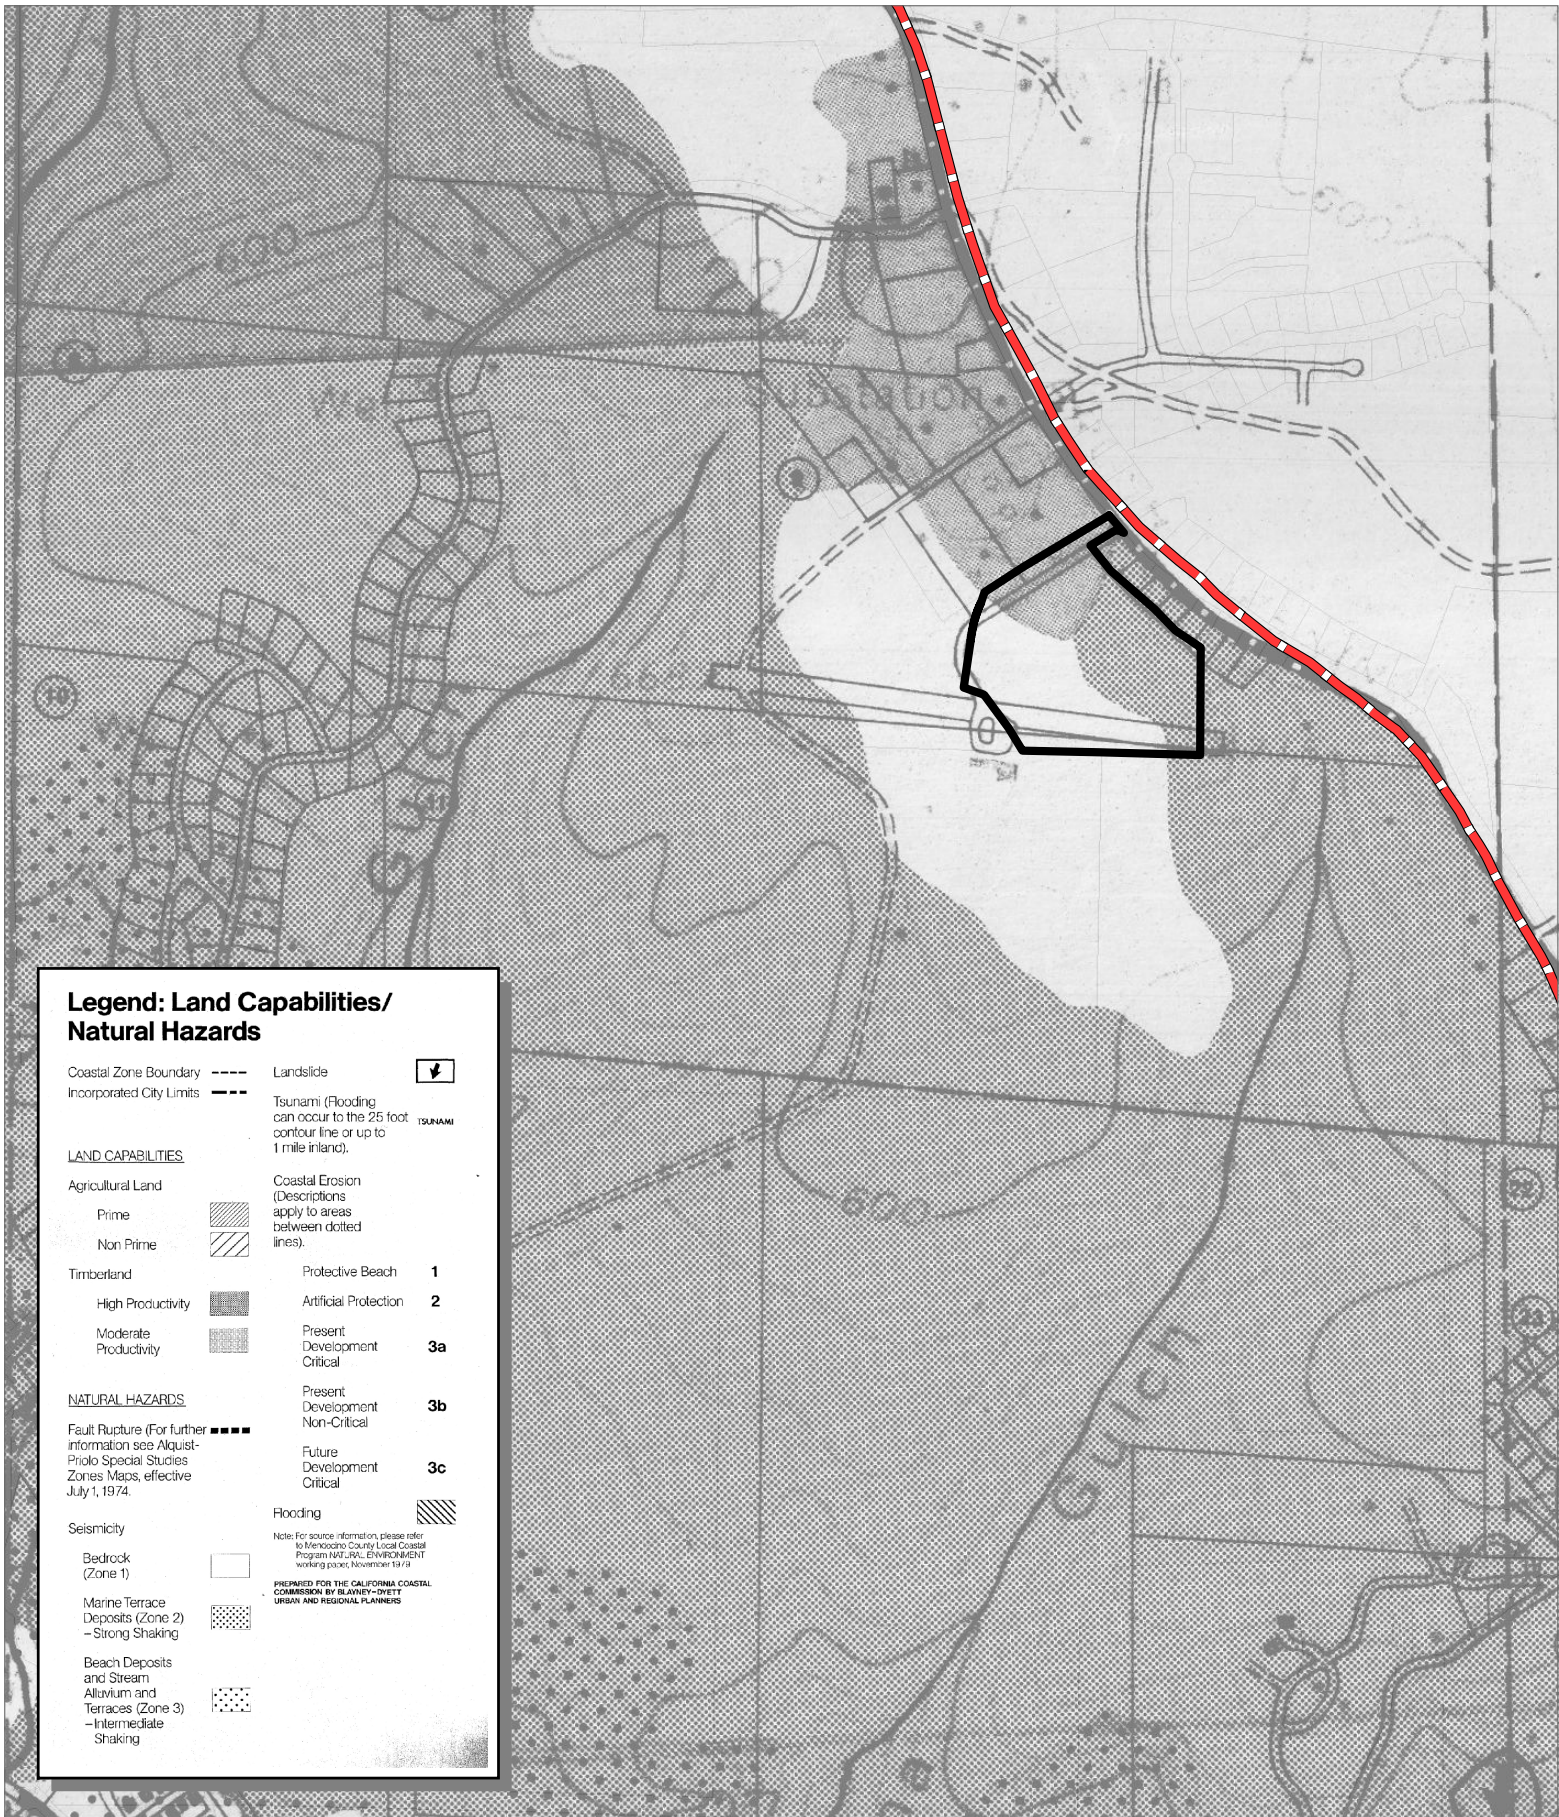 600
Station
10
Gulch
600
22
23
G
Legend: Land Capabilities/
Natural Hazards
Coastal Zone Boundary
Incorporated City Limits
LAND CAPABILITIES
Agricultural Land
Prime
Non Prime
Timberland
High Productivity
Moderate
Productivity
NATURAL HAZARDS
Fault Rupture (For further
information see Alquist-
Priolo Special Studies
Zones Maps, effective
July 1, 1974.
Seismicity
Bedrock
(Zone 1)
Marine Terrace
Deposits (Zone 2)
–Strong Shaking
Beach Deposits
and Stream
Alluvium and
Terraces (Zone 3)
–Intermediate
Shaking
Landslide
Tsunami (Flooding
can occur to the 25 foot
contour line or up to
1 mile inland).
TSUNAMI
Coastal Erosion
(Descriptions
apply to areas
between dotted
lines).
Protective Beach 1
Artificial Protection 2
Present
Development
Critical 3a
Present
Development
Non-Critical 3b
Future
Development
Critical 3c
Flooding
Note: For source information, please refer
to Mendocino County Local Coastal
Program NATURAL ENVIRONMENT
working paper, November 1979
PREPARED FOR THE CALIFORNIA COASTAL
COMMISSION BY BLAYNEY–DYETT
URBAN AND REGIONAL PLANNERS